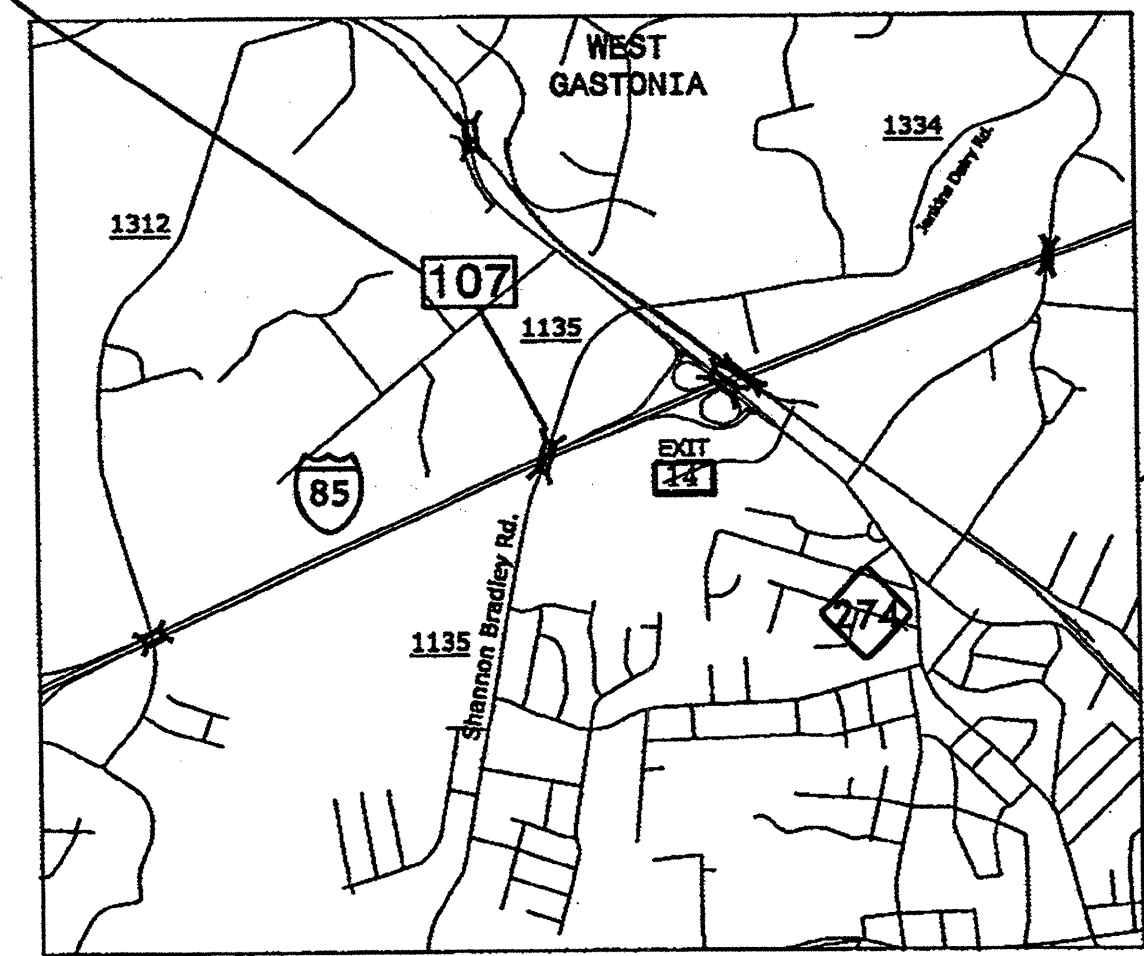 WEST
GASTONIA
1334
Jenkins Dairy Rd.
1312
107
1135
EXIT
14
85
Shannon Bradley Rd.
274
1135